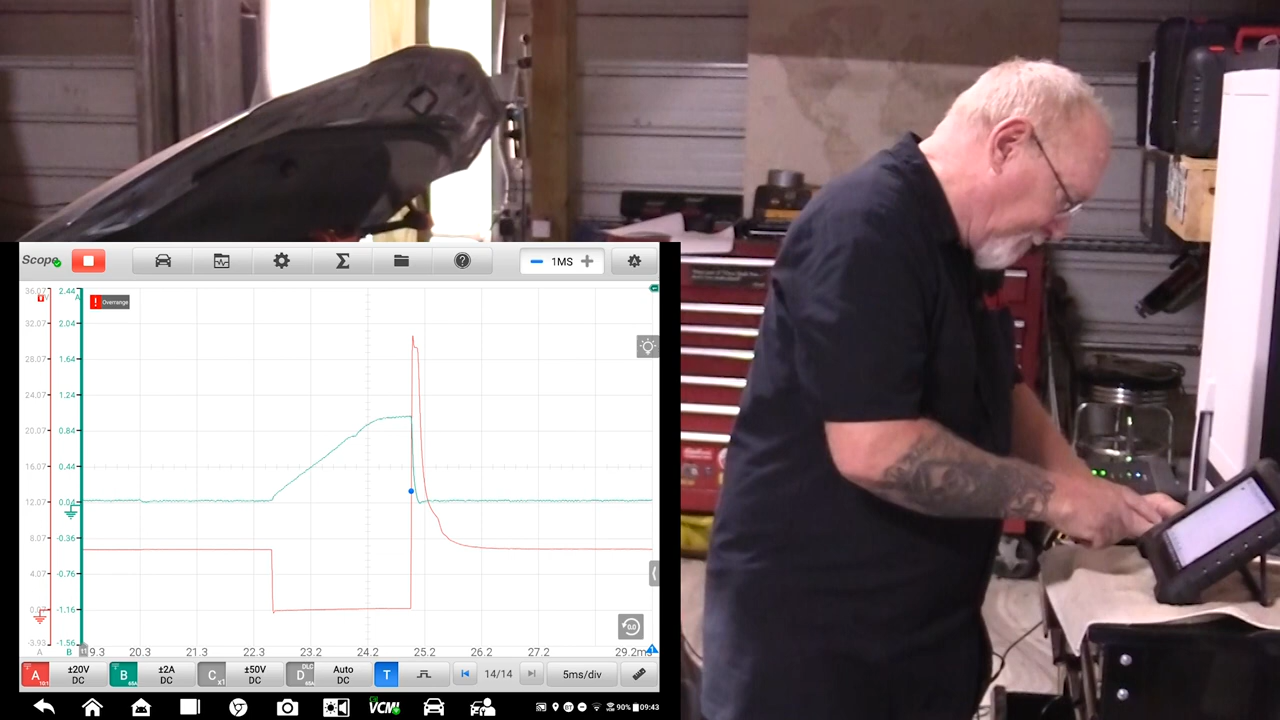 Scope
1MS
36.07
V
2.44
A
Overrange
32.07
2.04
28.07
1.64
24.07
1.24
20.07
0.84
16.07
0.44
12.07
0.04
8.07
-0.36
4.07
-0.76
0.07
-1.16
-3.93
-1.56
A B 19.3 20.3 21.3 22.3 23.2 24.2 25.2 26.2 27.2 29.2ms
A ±20V DC B ±2A DC C x1 ±50V DC D DLC Auto DC T 14/14 5ms/div
THE VCMI 90% 09:43